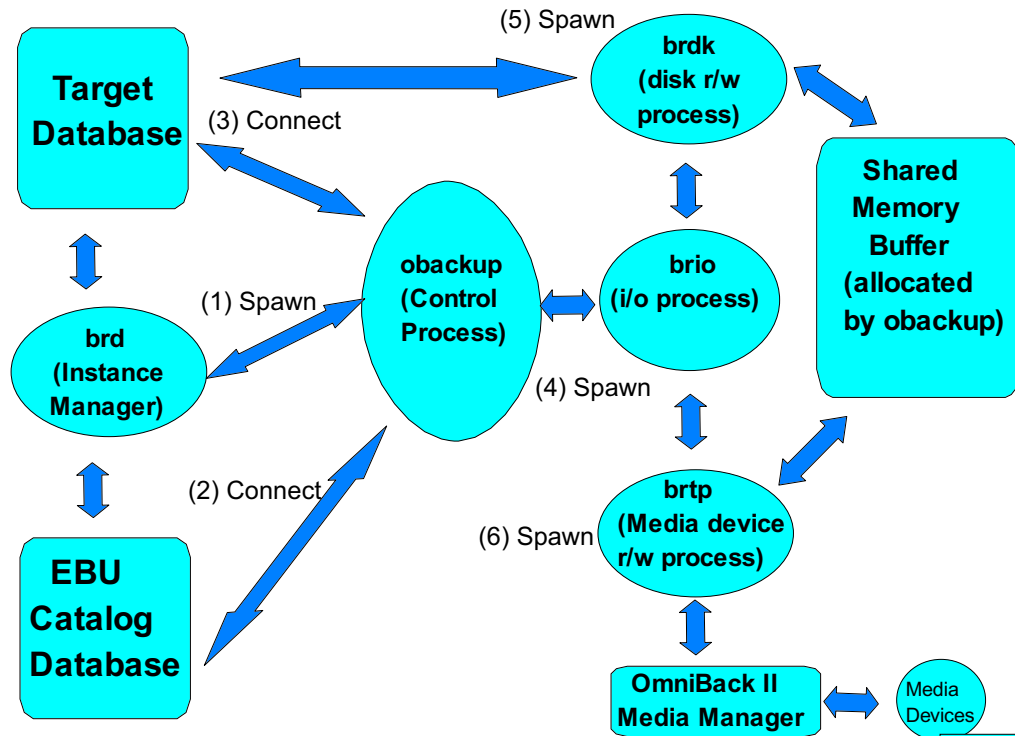 (5) Spawn
brdk
(disk r/w
process)
Target
Database
(3) Connect
Shared
Memory
Buffer
(allocated
by obackup)
obackup
(Control
Process)
brio
(i/o process)
(1) Spawn
brd
(Instance
Manager)
(4) Spawn
(2) Connect
brtp
(Media device
r/w process)
(6) Spawn
EBU
Catalog
Database
OmniBack II
Media Manager
Media
Devices